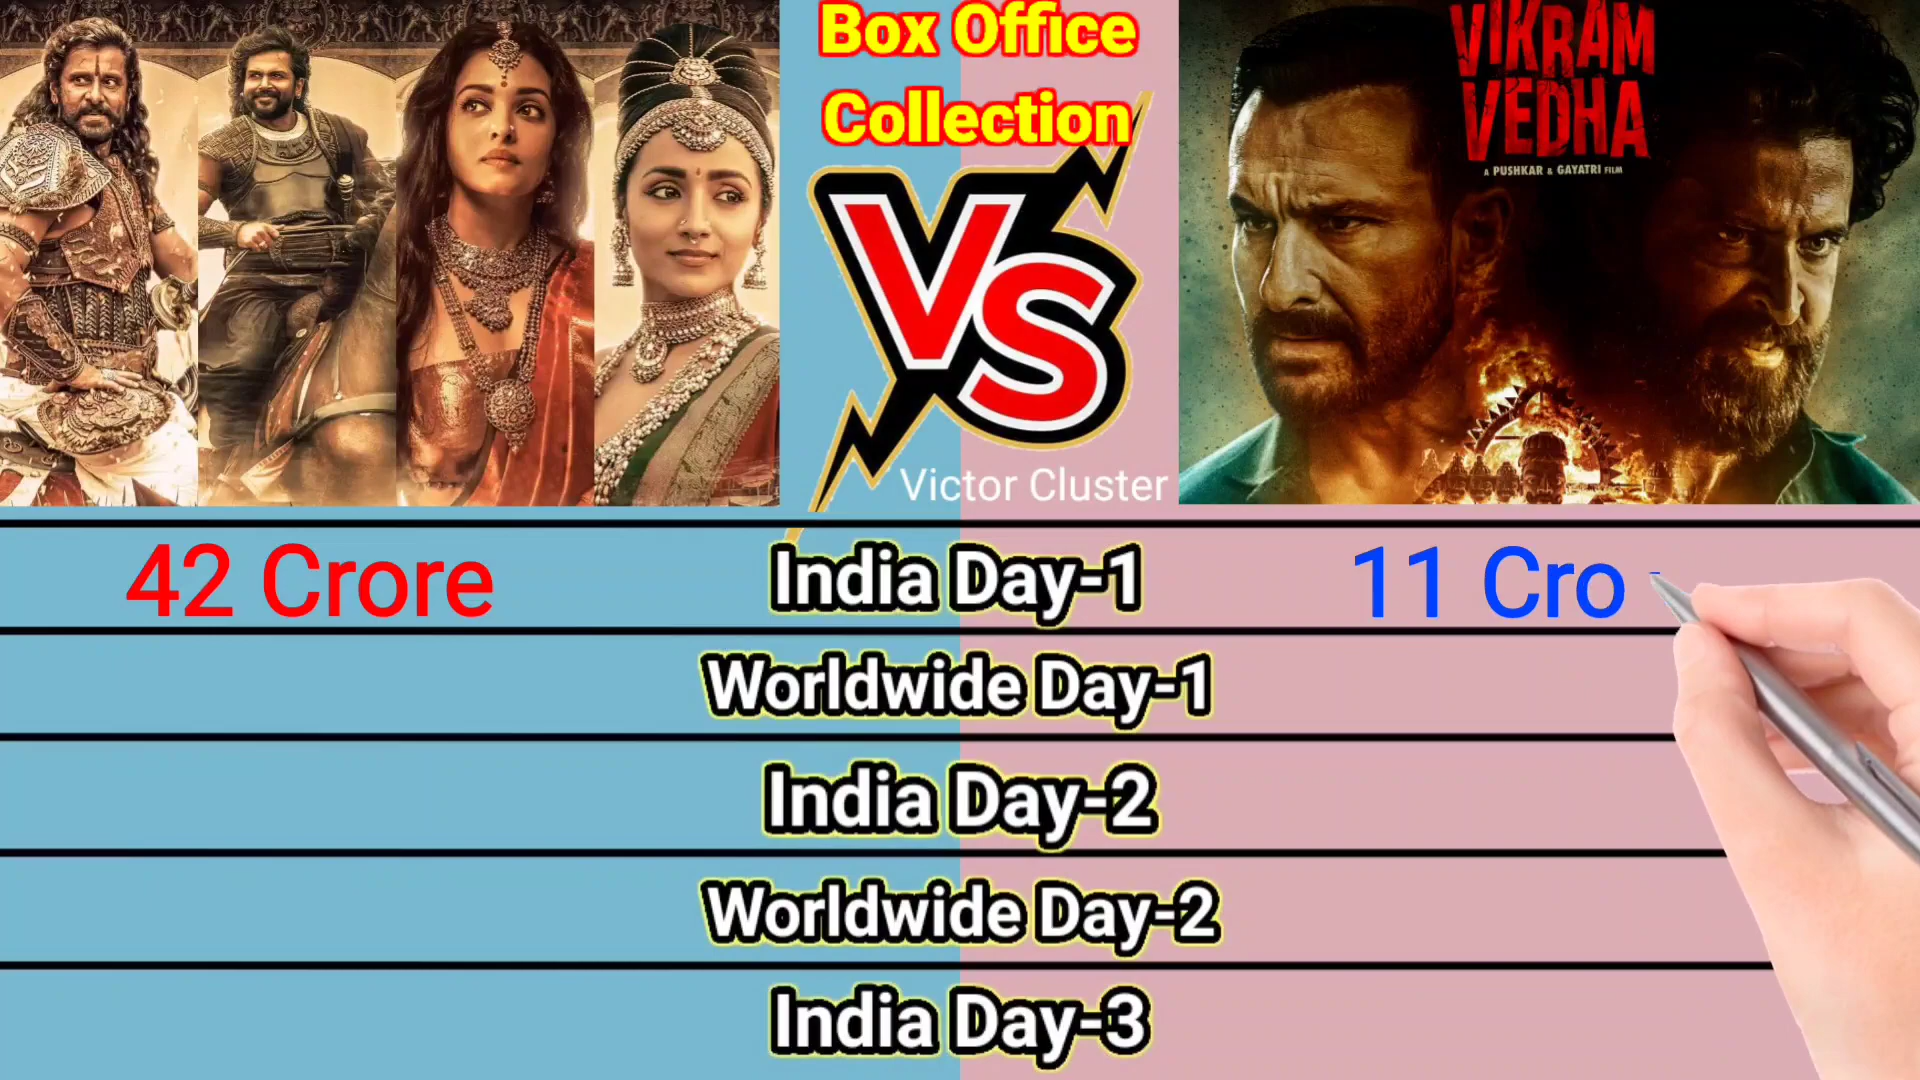 Box Office
Collection
VIKRAM
VEDHA
A PUSHKAR & GAYATRI FILM
VS
Victor Cluster
42 Crore
India Day-1
11 Cro
Worldwide Day-1
India Day-2
Worldwide Day-2
India Day-3